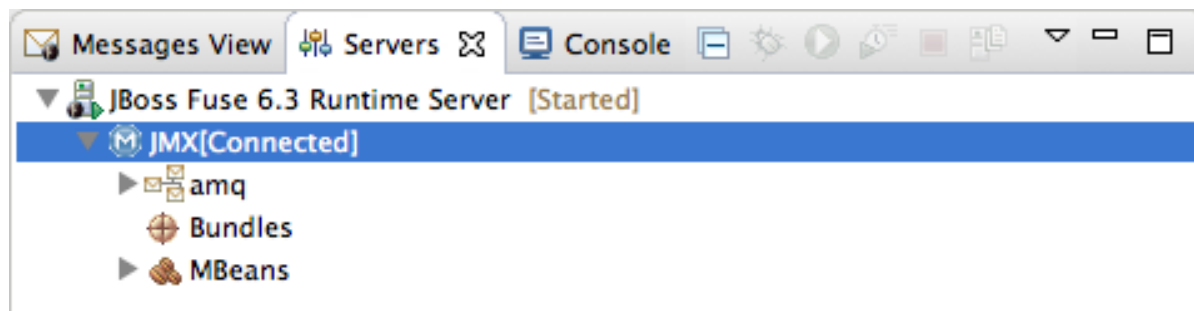 Messages View Servers Console
JBoss Fuse 6.3 Runtime Server [Started]
JMX[Connected]
amq
Bundles
MBeans